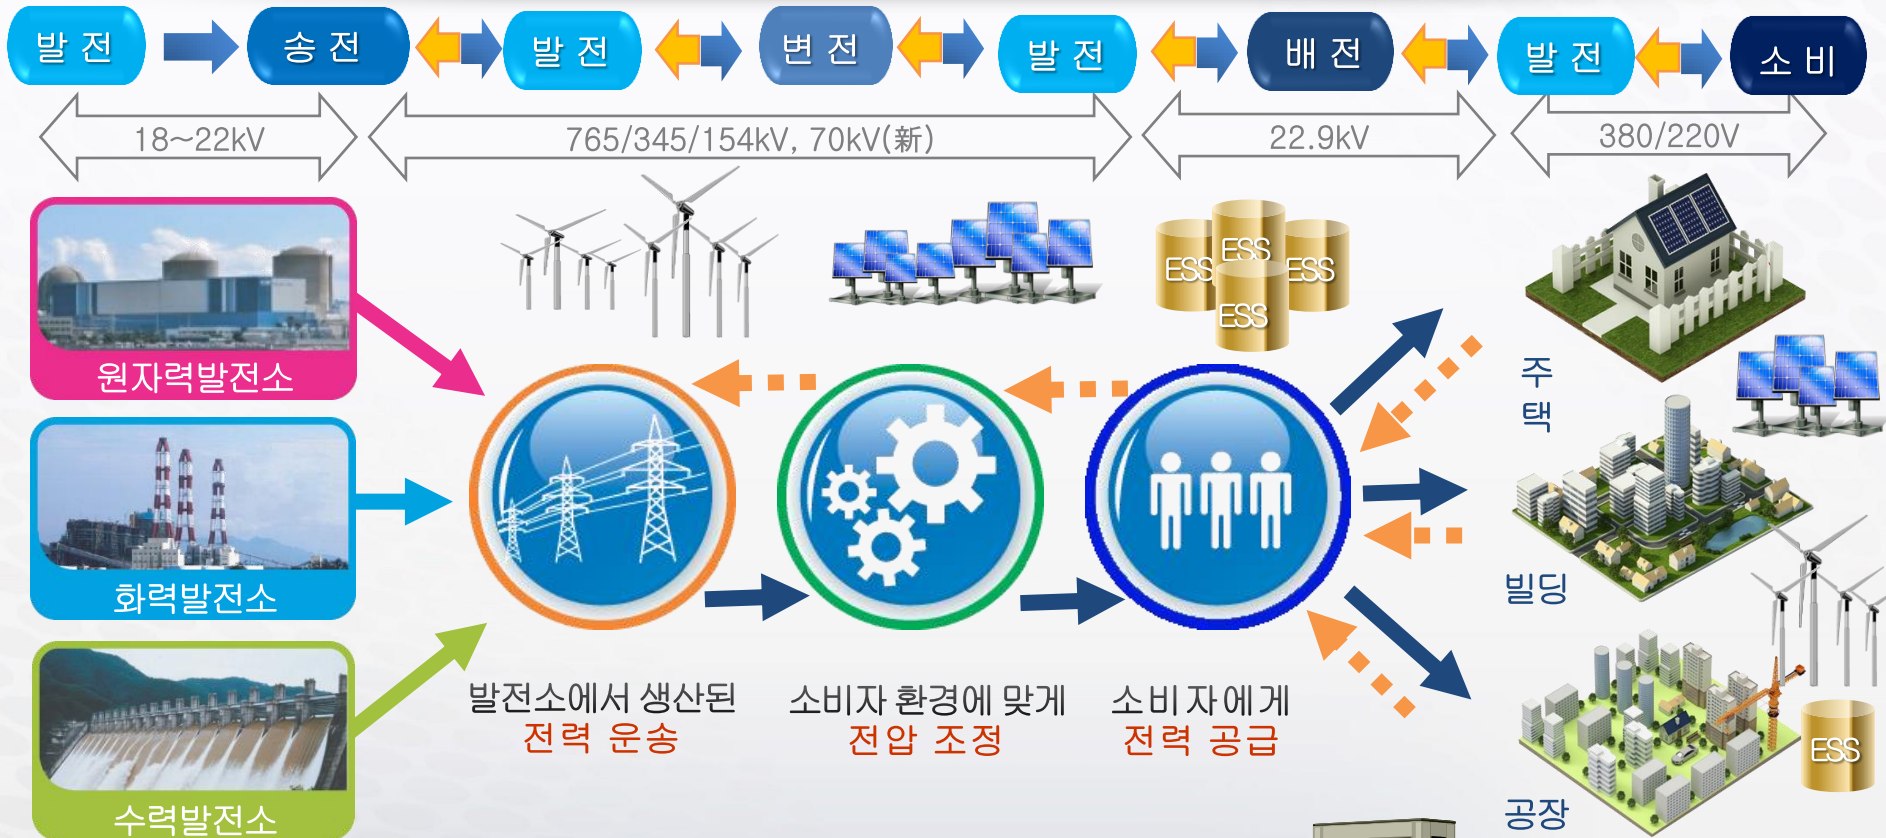 발 전
송 전
발 전
변 전
발 전
배 전
발 전
소 비
18~22kV
765/345/154kV, 70kV(新)
22.9kV
380/220V
원자력발전소
화력발전소
수력발전소
ESS
ESS
ESS
ESS
주
택
빌딩
공장
ESS
발전소에서 생산된
전력 운송
소비자 환경에 맞게
전압 조정
소비자에게
전력 공급